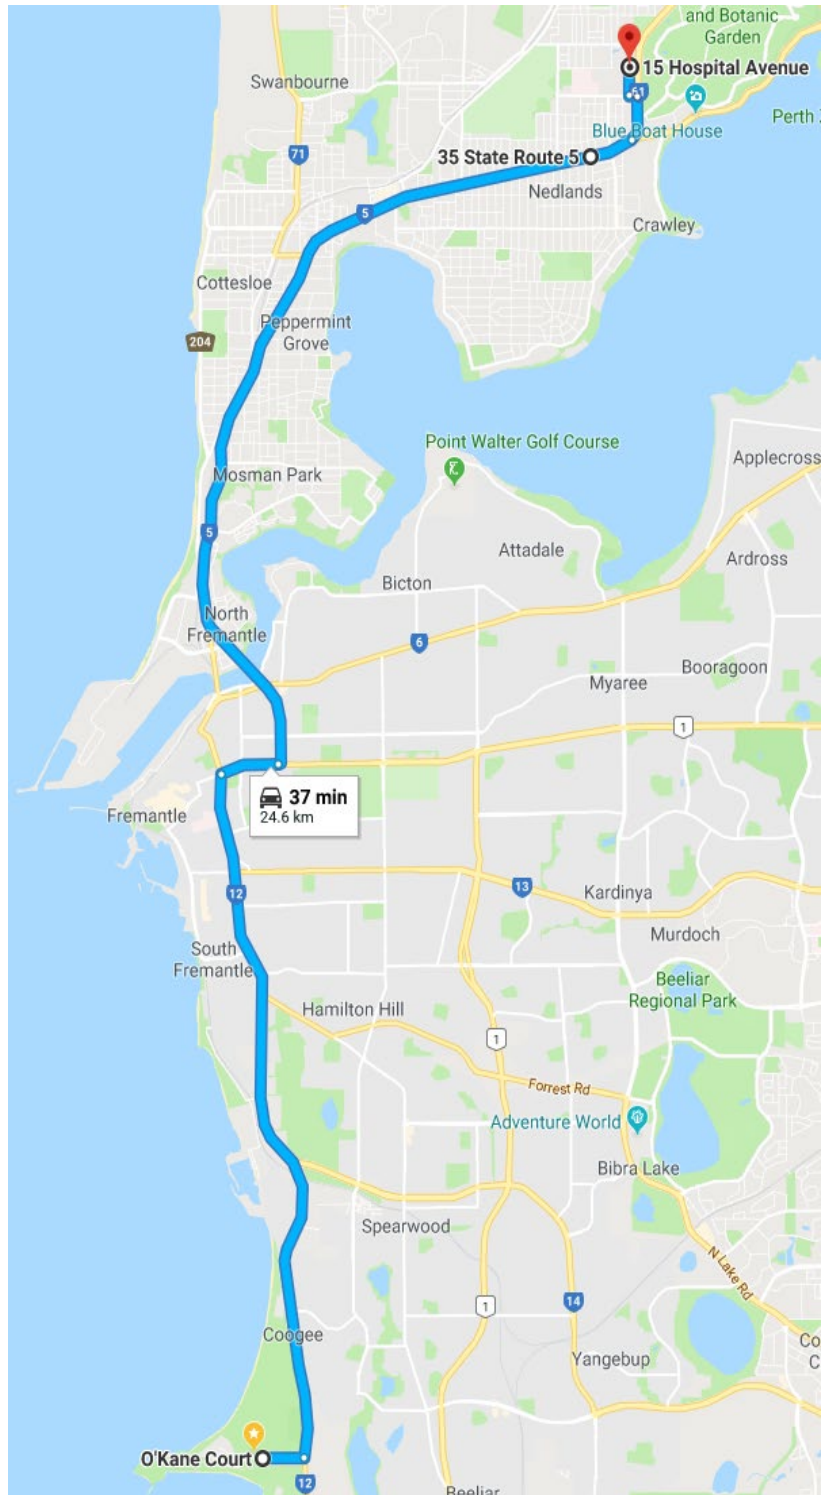 and Botanic
Garden
15 Hospital Avenue
Swanbourne
61
Perth
Blue Boat House
71
35 State Route 5
Nedlands
5
Crawley
Cottesloe
Peppermint
Grove
204
Point Walter Golf Course
Applecross
Mosman Park
5
Attadale
Ardross
Bicton
North
Fremantle
6
Booragoon
Myaree
1
37 min
24.6 km
Fremantle
13
Kardinya
12
Murdoch
South
Fremantle
Beeliar
Regional Park
Hamilton Hill
1
Forrest Rd
Adventure World
Bibra Lake
Spearwood
N Lake Rd
1
14
Coogee
Co
C
Yangebup
O'Kane Court
12
Beeliar